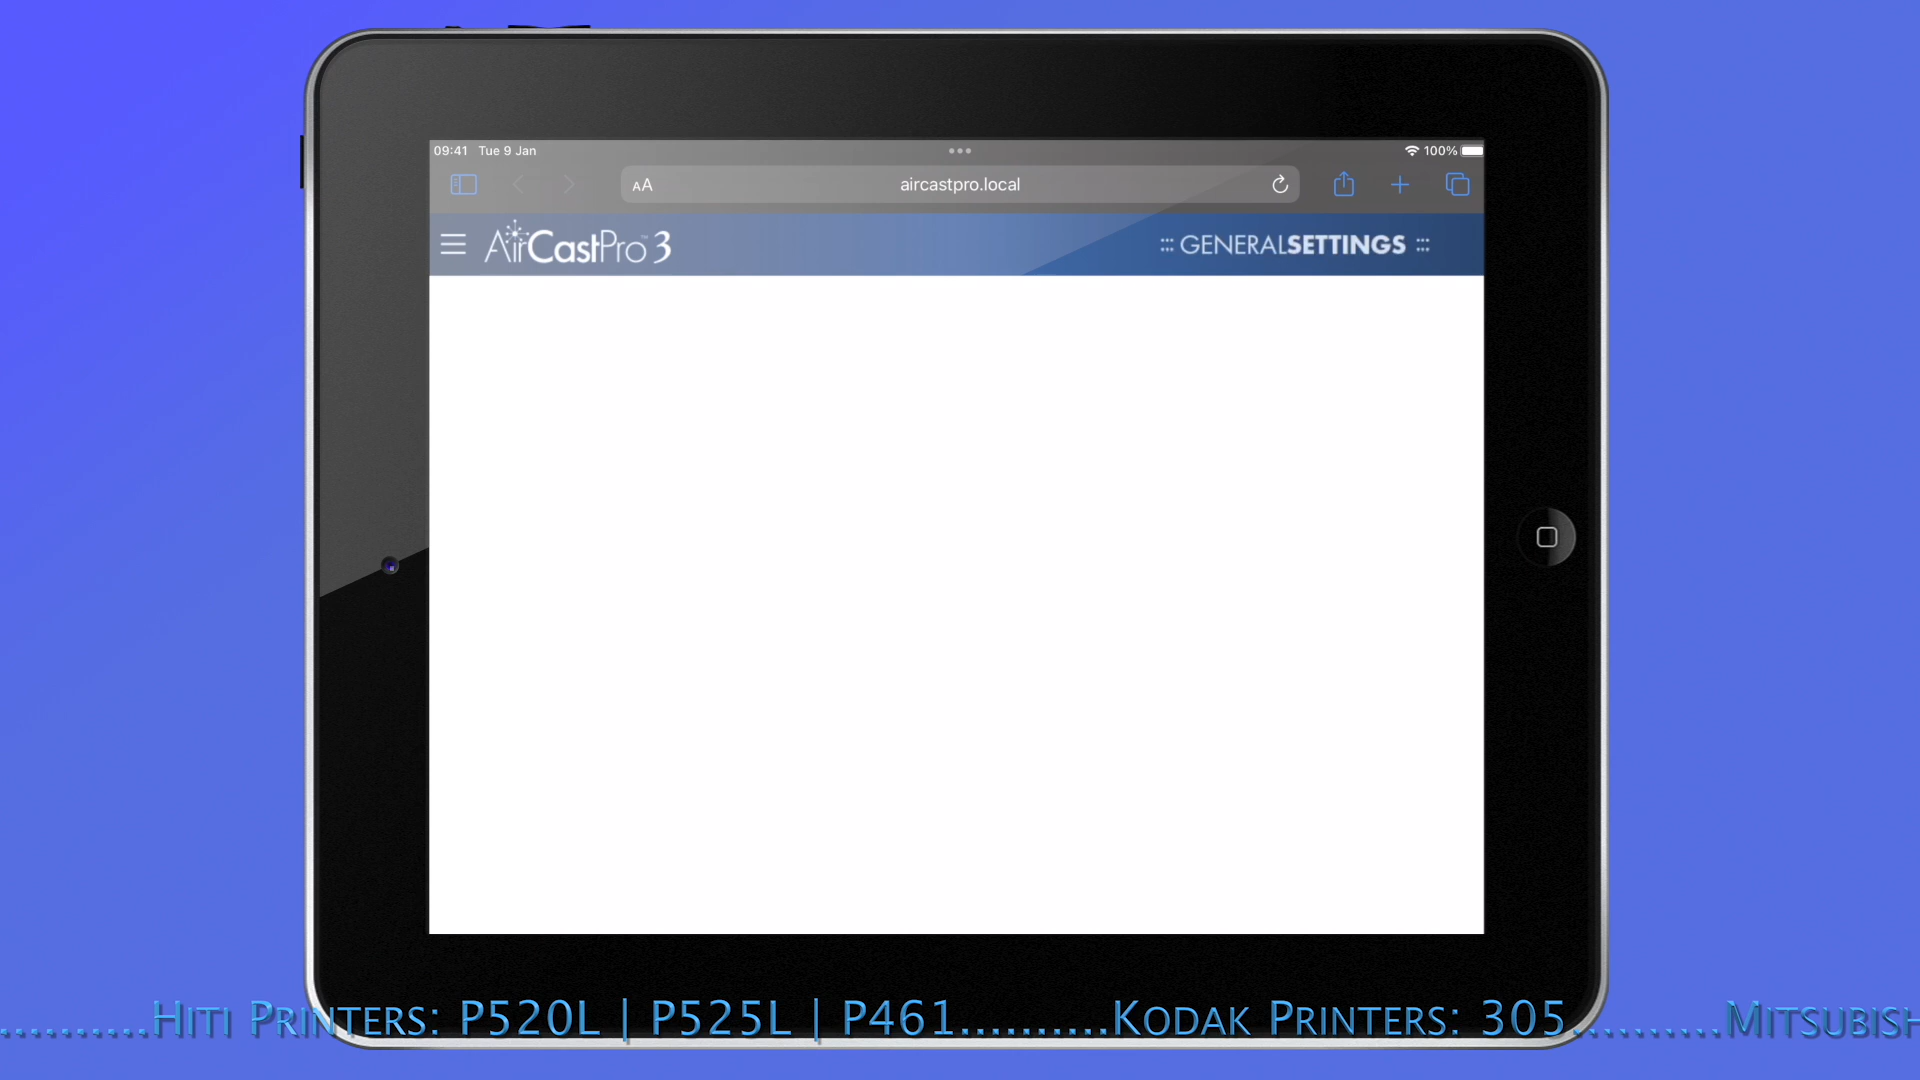 09:41 Tue 9 Jan 100%
AA aircastpro.local
AirCastPro™ 3 ::: GENERALSETTINGS :::
..........HITI PRINTERS: P520L | P525L | P461..........KODAK PRINTERS: 305..........MITSUBISH